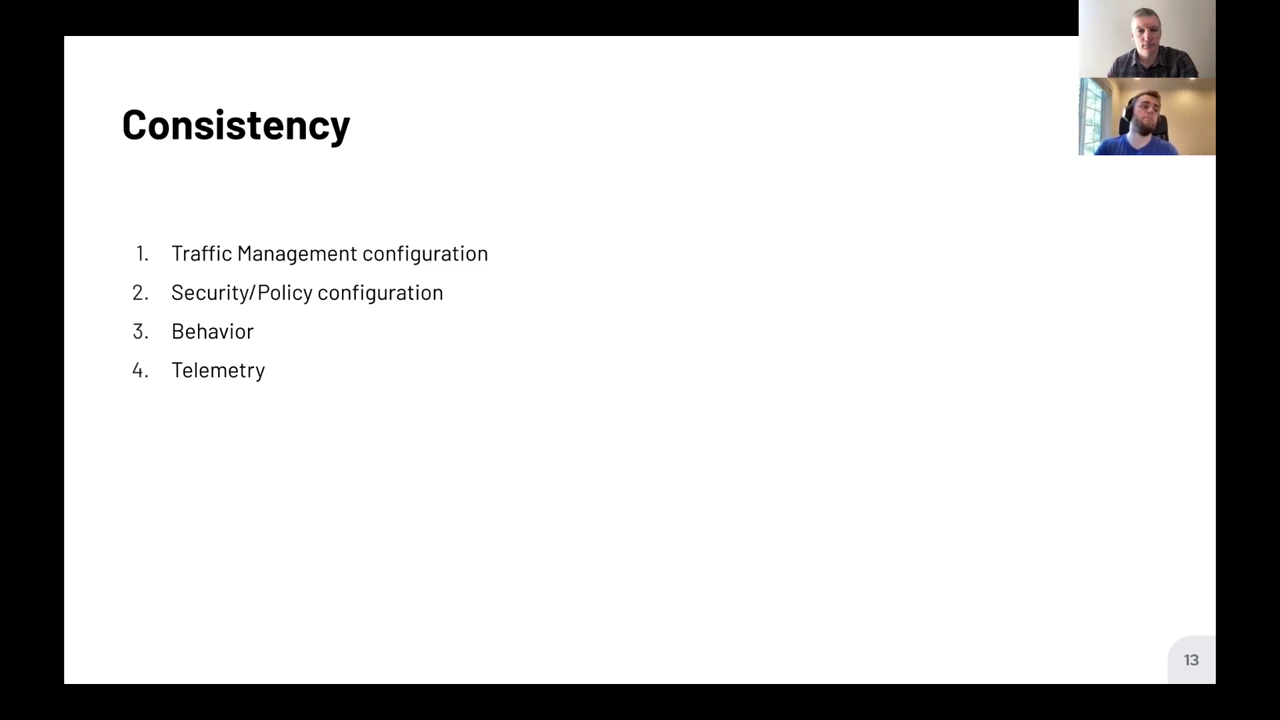 Consistency
1. Traffic Management configuration
2. Security/Policy configuration
3. Behavior
4. Telemetry
13